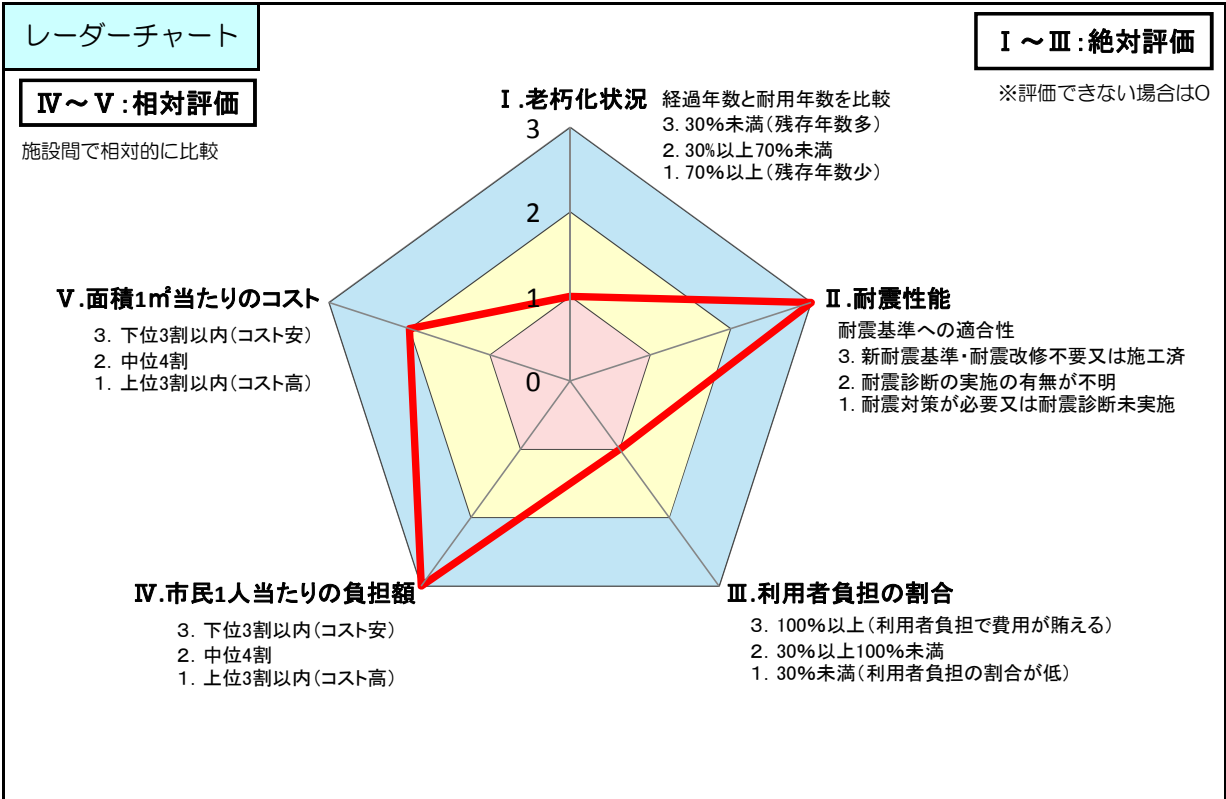 レーダーチャート
Ⅰ～Ⅲ:絶対評価
※評価できない場合は0
Ⅳ～Ⅴ:相対評価
施設間で相対的に比較
Ⅰ.老朽化状況 経過年数と耐用年数を比較
3. 30%未満(残存年数多)
2. 30%以上70%未満
1. 70%以上(残存年数少)
3
2
1
0
Ⅱ.耐震性能
耐震基準への適合性
3. 新耐震基準・耐震改修不要又は施工済
2. 耐震診断の実施の有無が不明
1. 耐震対策が必要又は耐震診断未実施
Ⅴ.面積1㎡当たりのコスト
3. 下位3割以内(コスト安)
2. 中位4割
1. 上位3割以内(コスト高)
Ⅳ.市民1人当たりの負担額
3. 下位3割以内(コスト安)
2. 中位4割
1. 上位3割以内(コスト高)
Ⅲ.利用者負担の割合
3. 100%以上(利用者負担で費用が賄える)
2. 30%以上100%未満
1. 30%未満(利用者負担の割合が低)